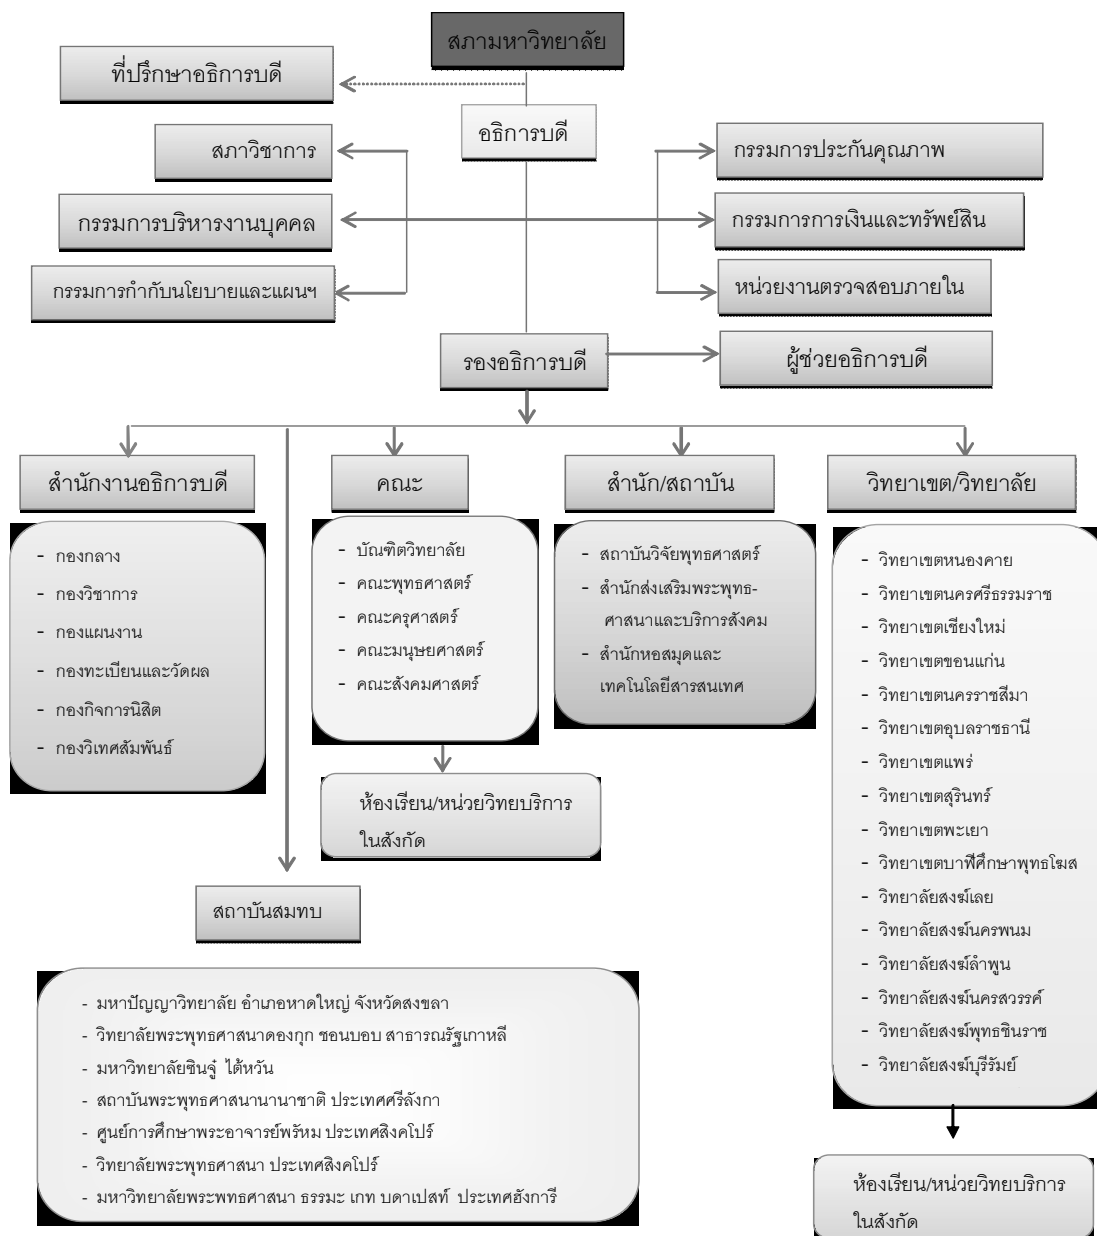 สภามหาวิทยาลัย
ที่ปรึกษาอธิการบดี
อธิการบดี
สภาวิชาการ
กรรมการประกันคุณภาพ
กรรมการบริหารงานบุคคล
กรรมการการเงินและทรัพย์สิน
กรรมการกำกับนโยบายและแผนฯ
หน่วยงานตรวจสอบภายใน
รองอธิการบดี
ผู้ช่วยอธิการบดี
สำนักงานอธิการบดี
- กองกลาง
- กองวิชาการ
- กองแผนงาน
- กองทะเบียนและวัดผล
- กองกิจการนิสิต
- กองวิเทศสัมพันธ์
คณะ
- บัณฑิตวิทยาลัย
- คณะพุทธศาสตร์
- คณะครุศาสตร์
- คณะมนุษยศาสตร์
- คณะสังคมศาสตร์
ห้องเรียน/หน่วยวิทยบริการ
ในสังกัด
สำนัก/สถาบัน
- สถาบันวิจัยพุทธศาสตร์
- สำนักส่งเสริมพระพุทธ-
ศาสนาและบริการสังคม
- สำนักหอสมุดและ
เทคโนโลยีสารสนเทศ
วิทยาเขต/วิทยาลัย
- วิทยาเขตหนองคาย
- วิทยาเขตนครศรีธรรมราช
- วิทยาเขตเชียงใหม่
- วิทยาเขตขอนแก่น
- วิทยาเขตนครราชสีมา
- วิทยาเขตอุบลราชธานี
- วิทยาเขตแพร่
- วิทยาเขตสุรินทร์
- วิทยาเขตพะเยา
- วิทยาเขตบาฬีศึกษาพุทธโฆส
- วิทยาลัยสงฆ์เลย
- วิทยาลัยสงฆ์นครพนม
- วิทยาลัยสงฆ์ลำพูน
- วิทยาลัยสงฆ์นครสวรรค์
- วิทยาลัยสงฆ์พุทธชินราช
- วิทยาลัยสงฆ์บุรีรัมย์
ห้องเรียน/หน่วยวิทยบริการ
ในสังกัด
สถาบันสมทบ
- มหาปัญญาวิทยาลัย อำเภอหาดใหญ่ จังหวัดสงขลา
- วิทยาลัยพระพุทธศาสนาดองกุก ชอนบอบ สาธารณรัฐเกาหลี
- มหาวิทยาลัยชินจู๋ ไต้หวัน
- สถาบันพระพุทธศาสนานานาชาติ ประเทศศรีลังกา
- ศูนย์การศึกษาพระอาจารย์พรัหม ประเทศสิงคโปร์
- วิทยาลัยพระพุทธศาสนา ประเทศสิงคโปร์
- มหาวิทยาลัยพระพทธศาสนา ธรรมะ เกท บดาเปสท์ ประเทศฮังการี